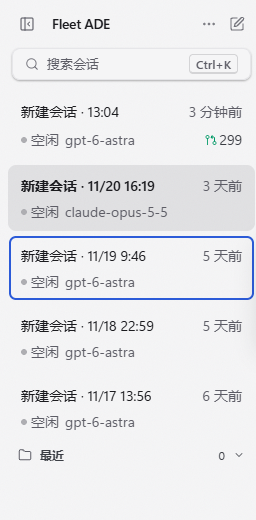 Fleet ADE
搜索会话 Ctrl+K
新建会话 · 13:04 3 分钟前
空闲 gpt-6-astra 299
新建会话 · 11/20 16:19 3 天前
空闲 claude-opus-5-5
新建会话 · 11/19 9:46 5 天前
空闲 gpt-6-astra
新建会话 · 11/18 22:59 5 天前
空闲 gpt-6-astra
新建会话 · 11/17 13:56 6 天前
空闲 gpt-6-astra
最近 0